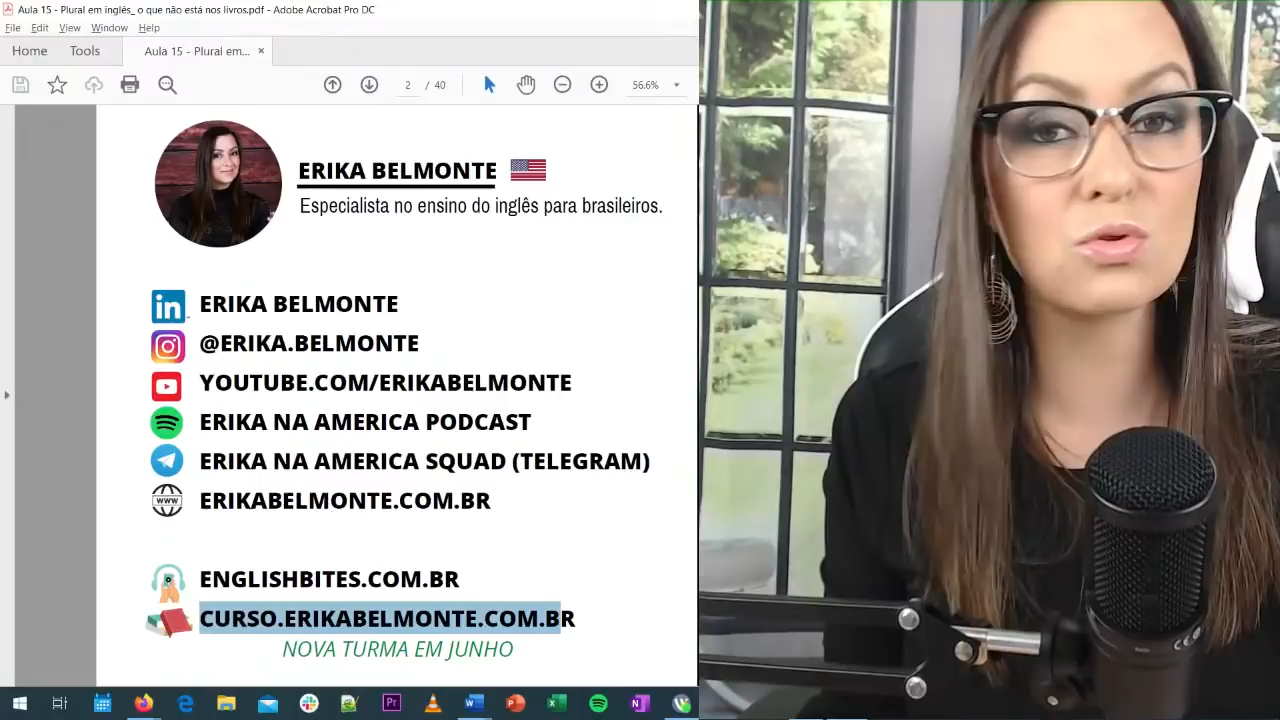 Aula 15 - Plural em inglês_ o que não está nos livros.pdf - Adobe Acrobat Pro DC
File Edit View Window Help
Home Tools Aula 15 - Plural em... ×
2 / 40 56.6%
ERIKA BELMONTE
Especialista no ensino do inglês para brasileiros.
in ERIKA BELMONTE
@ERIKA.BELMONTE
YOUTUBE.COM/ERIKABELMONTE
ERIKA NA AMERICA PODCAST
ERIKA NA AMERICA SQUAD (TELEGRAM)
WWW ERIKABELMONTE.COM.BR
ENGLISHBITES.COM.BR
CURSO.ERIKABELMONTE.COM.BR
NOVA TURMA EM JUNHO
Pr W P X N